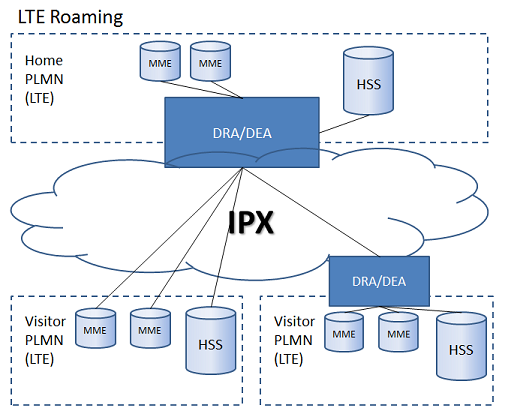 LTE Roaming
Home
PLMN
(LTE)
MME
MME
HSS
DRA/DEA
IPX
DRA/DEA
Visitor
PLMN
(LTE)
MME
MME
HSS
Visitor
PLMN
(LTE)
MME
MME
HSS